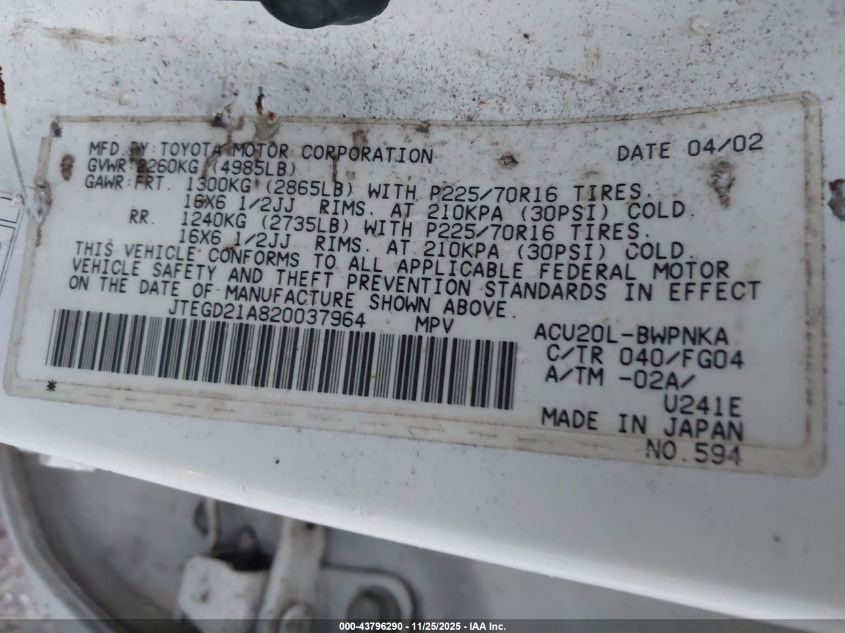 MFD. BY: TOYOTA MOTOR CORPORATION DATE 04/02
GVWR 2260KG (4985LB)
GAWR: FRT. 1300KG (2865LB) WITH P225/70R16 TIRES.
16X6 1/2JJ RIMS. AT 210KPA (30PSI) COLD.
RR. 1240KG (2735LB) WITH P225/70R16 TIRES.
16X6 1/2JJ RIMS. AT 210KPA (30PSI) COLD.
THIS VEHICLE CONFORMS TO ALL APPLICABLE FEDERAL MOTOR
VEHICLE SAFETY AND THEFT PREVENTION STANDARDS IN EFFECT
ON THE DATE OF MANUFACTURE SHOWN ABOVE.
JTEGD21A820037964 MPV ACU20L-BWPNKA
C/TR 040/FG04
A/TM -02A/
U241E
MADE IN JAPAN
NO.594
000-43796290 - 11/25/2025 - IAA Inc.